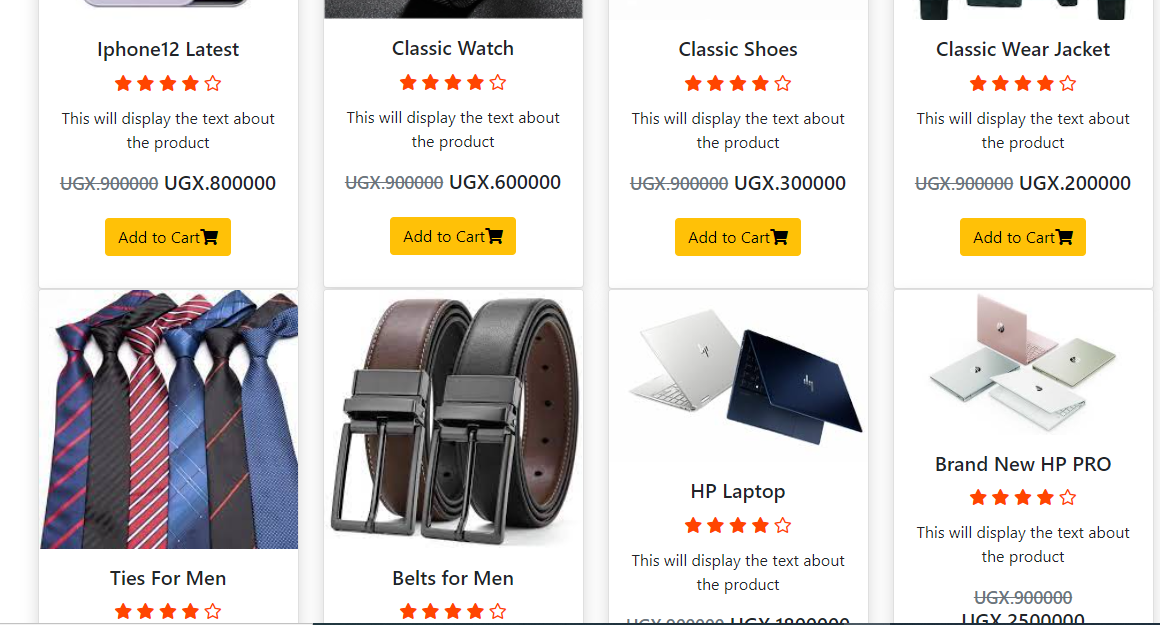 Iphone12 Latest
This will display the text about
the product
UGX.900000 UGX.800000
Add to Cart
Classic Watch
This will display the text about
the product
UGX.900000 UGX.600000
Add to Cart
Classic Shoes
This will display the text about
the product
UGX.900000 UGX.300000
Add to Cart
Classic Wear Jacket
This will display the text about
the product
UGX.900000 UGX.200000
Add to Cart
Ties For Men
Belts for Men
HP Laptop
This will display the text about
the product
UGX.900000 UGX.1800000
Brand New HP PRO
This will display the text about
the product
UGX.900000
UGX.2500000